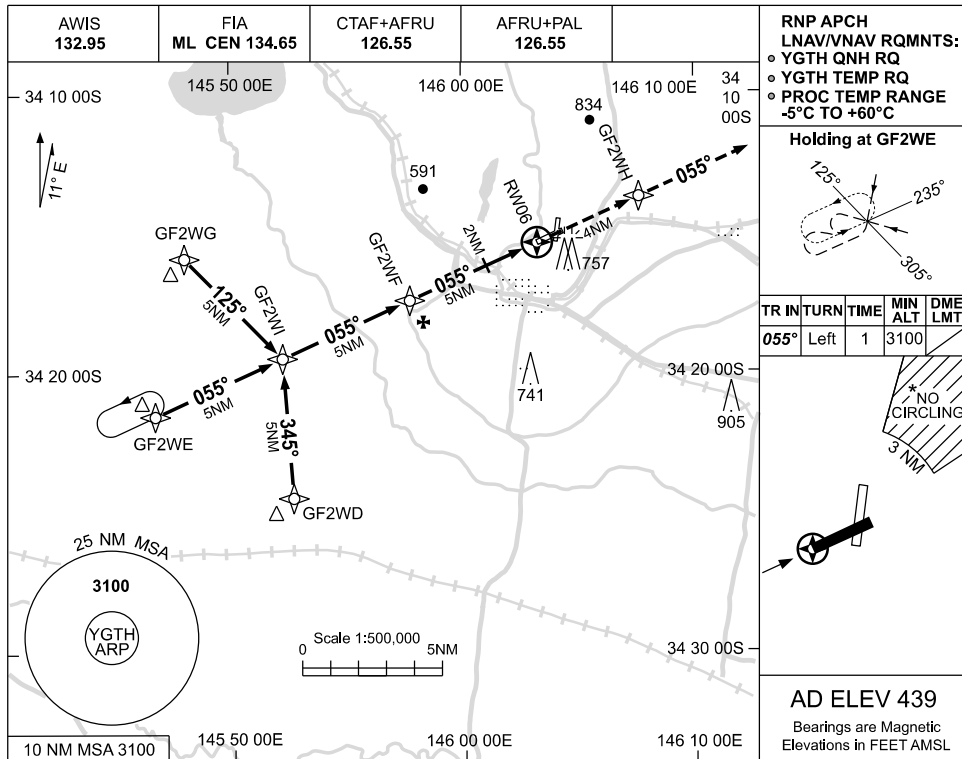 AWIS
132.95
FIA
ML CEN 134.65
CTAF+AFRU
126.55
AFRU+PAL
126.55
RNP APCH
LNAV/VNAV RQMNTS:
YGTH QNH RQ
YGTH TEMP RQ
PROC TEMP RANGE
-5°C TO +60°C
145 50 00E
146 00 00E
146 10 00E
34 10 00S
34
10
00S
11° E
834
591
GF2WH
055°
RW06
4NM
757
2NM
GF2WG
GF2WF
055°
5NM
125°
5NM
GF2WI
055°
5NM
34 20 00S
34 20 00S
055°
5NM
GF2WE
345°
5NM
GF2WD
741
905
25 NM MSA
3100
YGTH
ARP
Scale 1:500,000
0
5NM
34 30 00S
10 NM MSA 3100
145 50 00E
146 00 00E
146 10 00E
Holding at GF2WE
125°
235°
305°
TR IN
TURN
TIME
MIN
ALT
DME
LMT
055°
Left
1
3100
*NO
CIRCLING
3 NM
AD ELEV 439
Bearings are Magnetic
Elevations in FEET AMSL